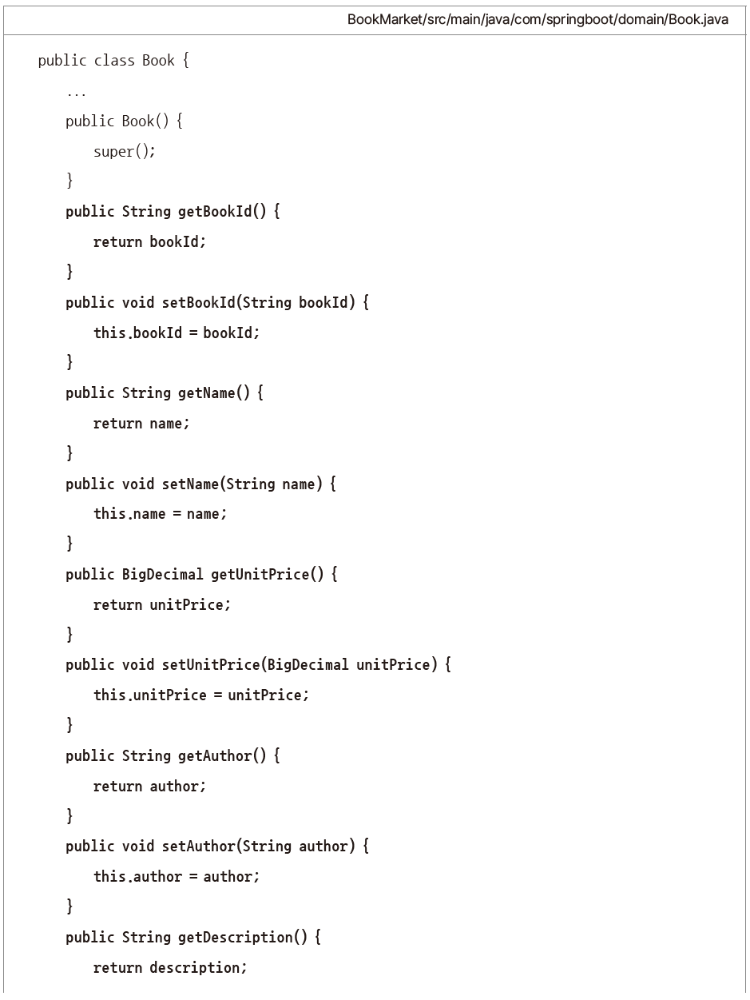 BookMarket/src/main/java/com/springboot/domain/Book.java
public class Book {
...
public Book() {
super();
}
public String getBookId() {
return bookId;
}
public void setBookId(String bookId) {
this.bookId = bookId;
}
public String getName() {
return name;
}
public void setName(String name) {
this.name = name;
}
public BigDecimal getUnitPrice() {
return unitPrice;
}
public void setUnitPrice(BigDecimal unitPrice) {
this.unitPrice = unitPrice;
}
public String getAuthor() {
return author;
}
public void setAuthor(String author) {
this.author = author;
}
public String getDescription() {
return description;